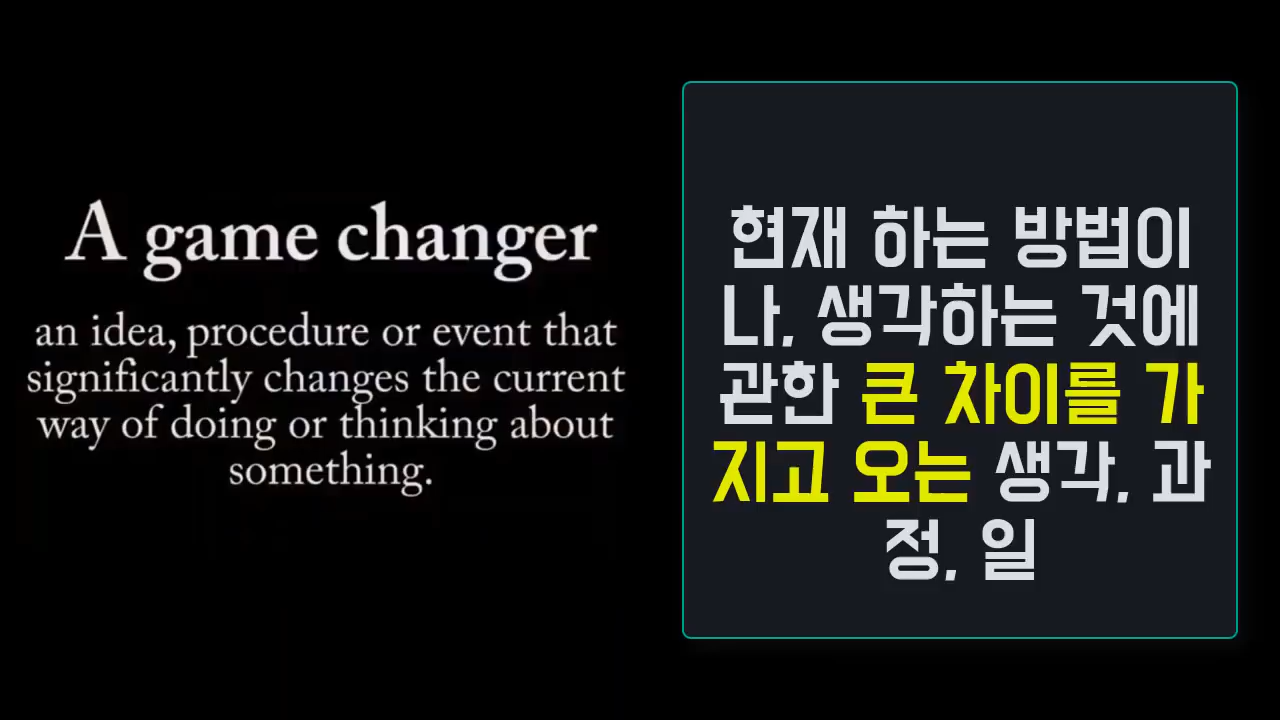 A game changer
an idea, procedure or event that
significantly changes the current
way of doing or thinking about
something.
현재 하는 방법이
나, 생각하는 것에
관한 큰 차이를 가
지고 오는 생각, 과
정, 일